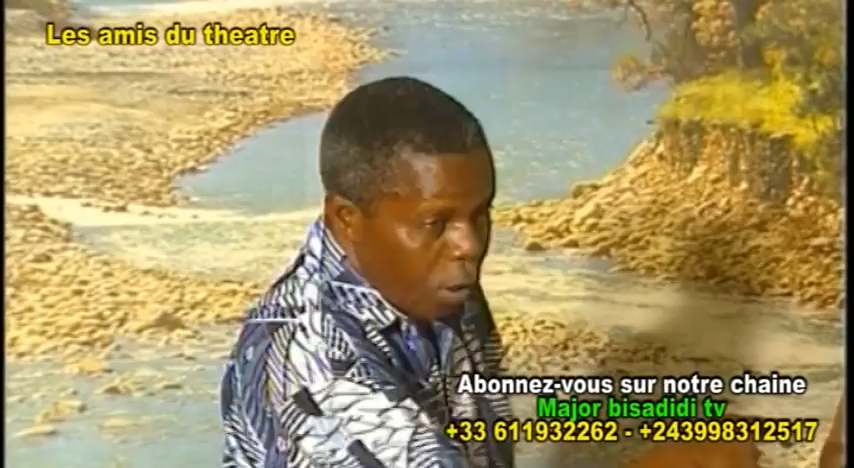 Les amis du theatre
Abonnez-vous sur notre chaine
Major bisadidi tv
+33 611932262 - +243998312517